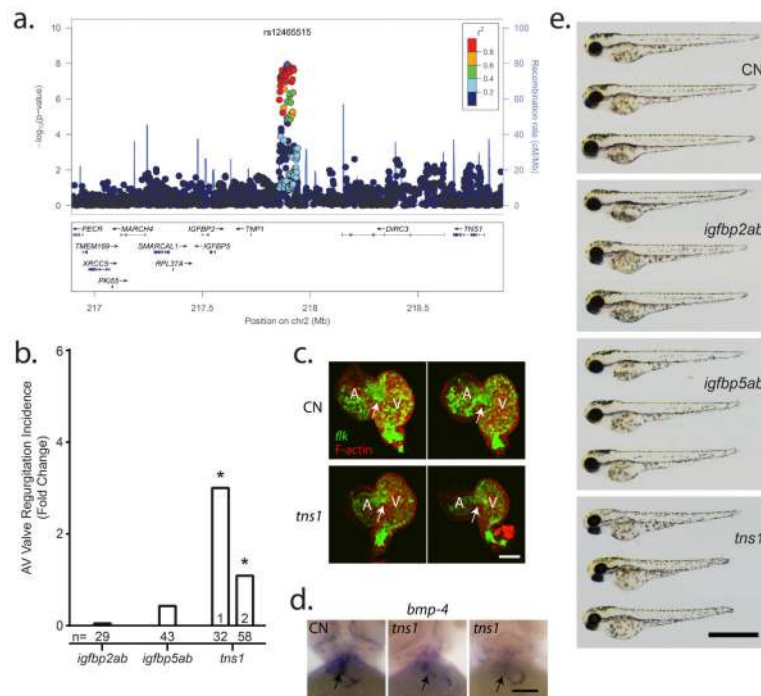 a.
rs12465515
r²
0.8
0.6
0.4
0.2
10
8
6
4
2
0
−log₁₀(p-value)
100
80
60
40
20
0
Recombination rate (cM/Mb)
PECR
MARCH4
IGFBP2
TNP1
DIRC3
TNS1
TMEM169
SMARCAL1
IGFBP5
XRCC5
RPL37A
217
217.5
218
218.5
Position on chr2 (Mb)
b.
AV Valve Regurgitation Incidence
(Fold Change)
6
3
0
*
*
1
2
n=
29
43
32
58
igfbp2ab
igfbp5ab
tns1
c.
CN
A
V
A
V
flk
F-actin
tns1
A
V
A
V
d.
bmp-4
CN
tns1
tns1
e.
CN
igfbp2ab
igfbp5ab
tns1